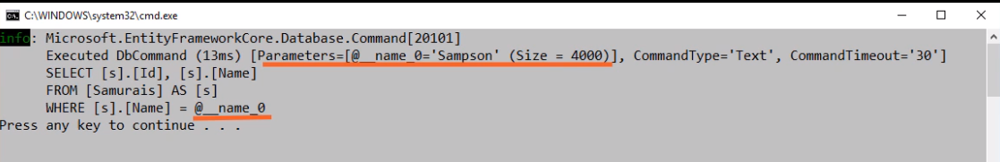 C:\WINDOWS\system32\cmd.exe
info: Microsoft.EntityFrameworkCore.Database.Command[20101]
Executed DbCommand (13ms) [Parameters=[@__name_0='Sampson' (Size = 4000)], CommandType='Text', CommandTimeout='30']
SELECT [s].[Id], [s].[Name]
FROM [Samurais] AS [s]
WHERE [s].[Name] = @__name_0
Press any key to continue . . .